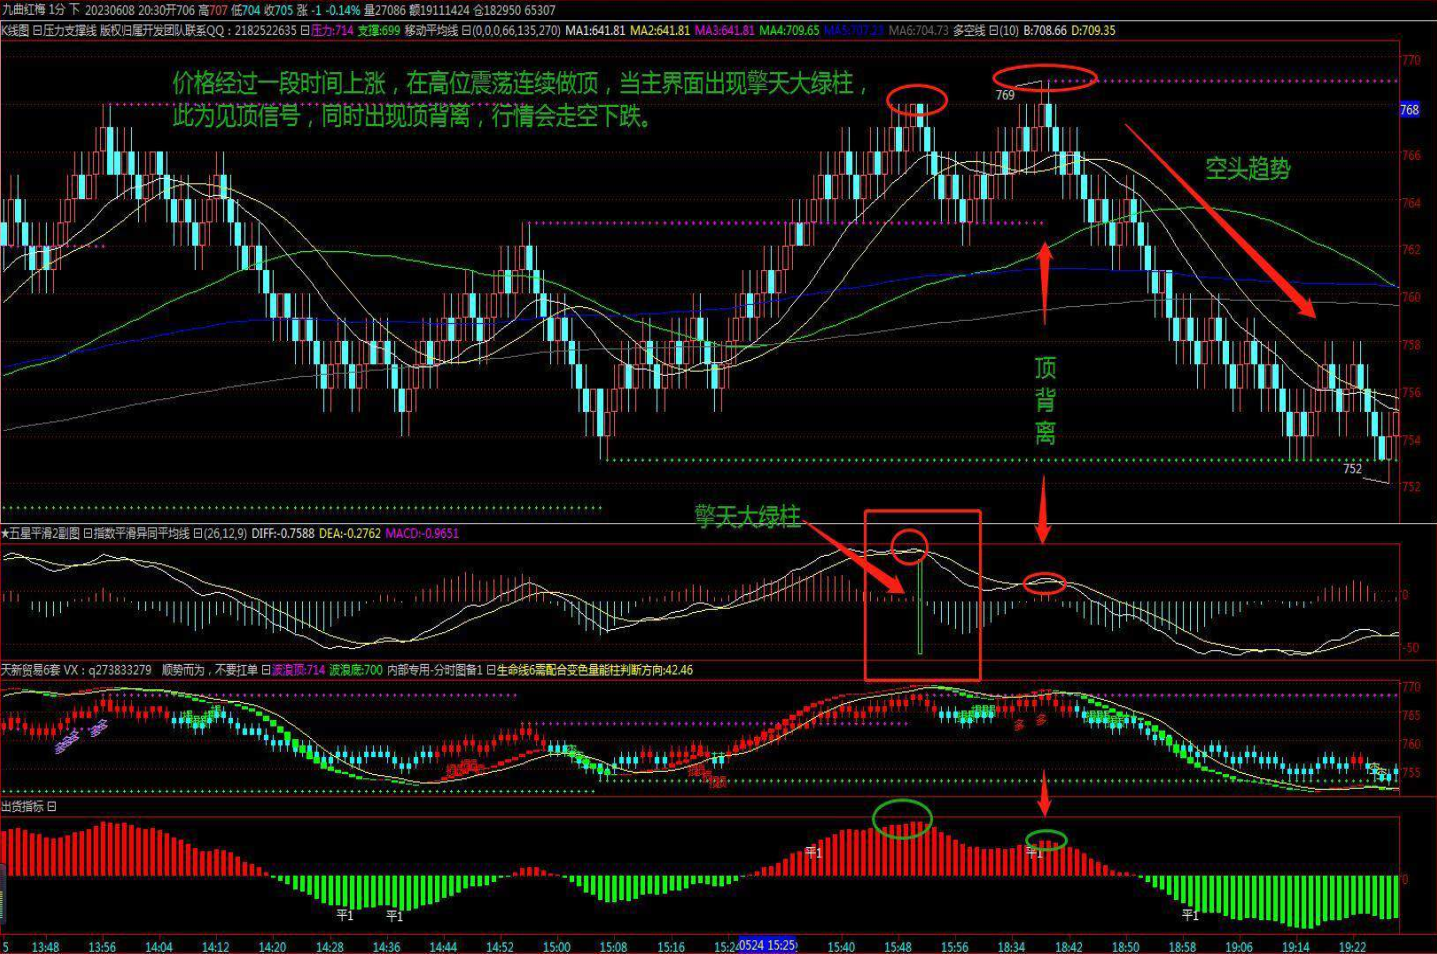 九曲红梅 1分 下 20230608 20:30开706 高707 低704 收705 涨 -1 -0.14% 量27086 额19111424 仓182950 65307
K线图 日压力支撑线 版权归属开发团队联系QQ：2182522635 日压力:714 支撑:699 移动平均线 日(0,0,0,66,135,270) MA1:641.81 MA2:641.81 MA3:641.81 MA4:709.65 MA5:707.23 MA6:704.73 多空线 日(10) B:708.66 D:709.35
770
价格经过一段时间上涨，在高位震荡连续做顶，当主界面出现擎天大绿柱，
此为见顶信号，同时出现顶背离，行情会走空下跌。
769
768
766
空头趋势
764
762
760
758
顶
背
离
756
754
752
752
擎天大绿柱
★五星平滑2副图 日指数平滑异同平均线 日(26,12,9) DIFF:-0.7588 DEA:-0.2762 MACD:-0.9651
0
-50
天新贸易6套 VX：q273833279 顺势而为，不要扛单 日波浪顶:714 波浪底:700 内部专用-分时图备1 日生命线6需配合变色量能柱判断方向:42.46
770
765
多
多
760
755
出货指标 日
平1
平1
0
平1
平1
平1
5 13:48 13:56 14:04 14:12 14:20 14:28 14:36 14:44 14:52 15:00 15:08 15:16 15:24 0524 15:25 15:40 15:48 15:56 18:34 18:42 18:50 18:58 19:06 19:14 19:22